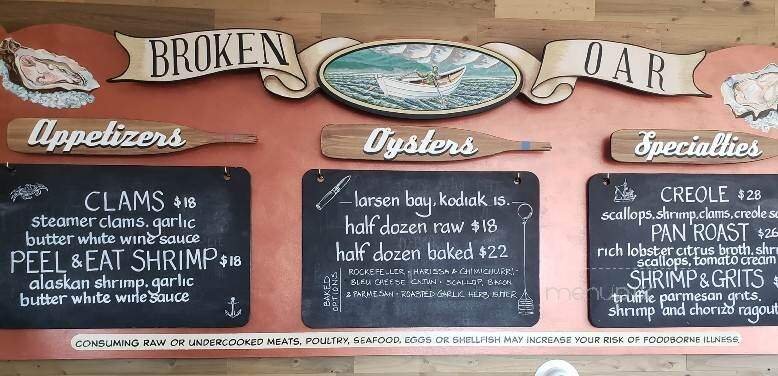 BROKEN OAR
Appetizers
CLAMS $18
steamer clams. garlic
butter white wine sauce
PEEL & EAT SHRIMP $18
alaskan shrimp. garlic
butter white wine sauce
Oysters
larsen bay, kodiak is.
half dozen raw $18
half dozen baked $22
BAKED OPTIONS
ROCKEFELLER • HARISSA & CHIMICHURRI •
BLEU CHEESE CAJUN • SCALLOP, BACON
& PARMESAN • ROASTED GARLIC HERB BUTTER
Specialties
CREOLE $28
scallops, shrimp, clams, creole
PAN ROAST $26
rich lobster citrus broth,
scallops, tomato cream
SHRIMP & GRITS
truffle parmesan grits.
shrimp and chorizo ragout
CONSUMING RAW OR UNDERCOOKED MEATS, POULTRY, SEAFOOD, EGGS OR SHELLFISH MAY INCREASE YOUR RISK OF FOODBORNE ILLNESS.